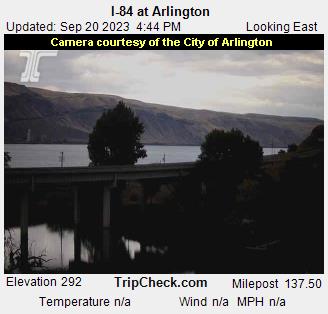 I-84 at Arlington
Updated: Sep 20 2023 4:44 PM Looking East
Camera courtesy of the City of Arlington
Elevation 292 TripCheck.com Milepost 137.50
Temperature n/a Wind n/a MPH n/a